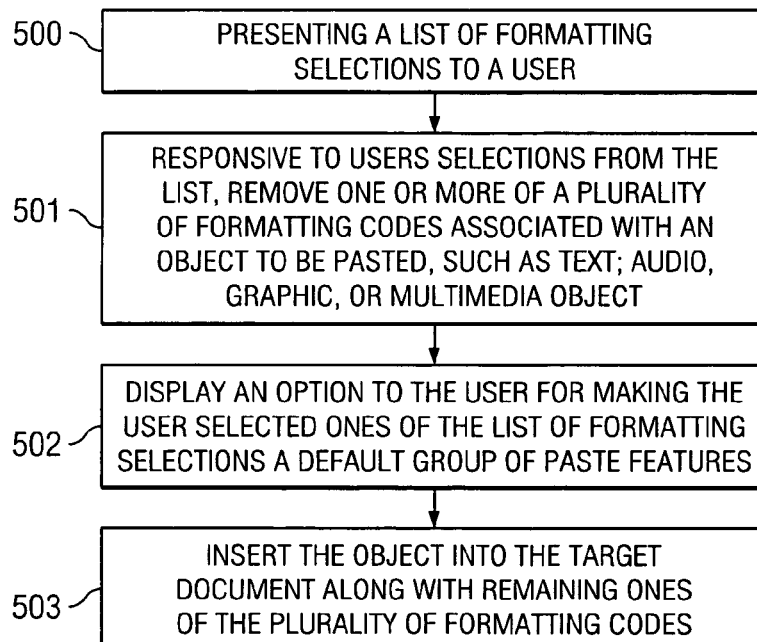 500
PRESENTING A LIST OF FORMATTING
SELECTIONS TO A USER
501
RESPONSIVE TO USERS SELECTIONS FROM THE
LIST, REMOVE ONE OR MORE OF A PLURALITY
OF FORMATTING CODES ASSOCIATED WITH AN
OBJECT TO BE PASTED, SUCH AS TEXT; AUDIO,
GRAPHIC, OR MULTIMEDIA OBJECT
502
DISPLAY AN OPTION TO THE USER FOR MAKING THE
USER SELECTED ONES OF THE LIST OF FORMATTING
SELECTIONS A DEFAULT GROUP OF PASTE FEATURES
503
INSERT THE OBJECT INTO THE TARGET
DOCUMENT ALONG WITH REMAINING ONES
OF THE PLURALITY OF FORMATTING CODES